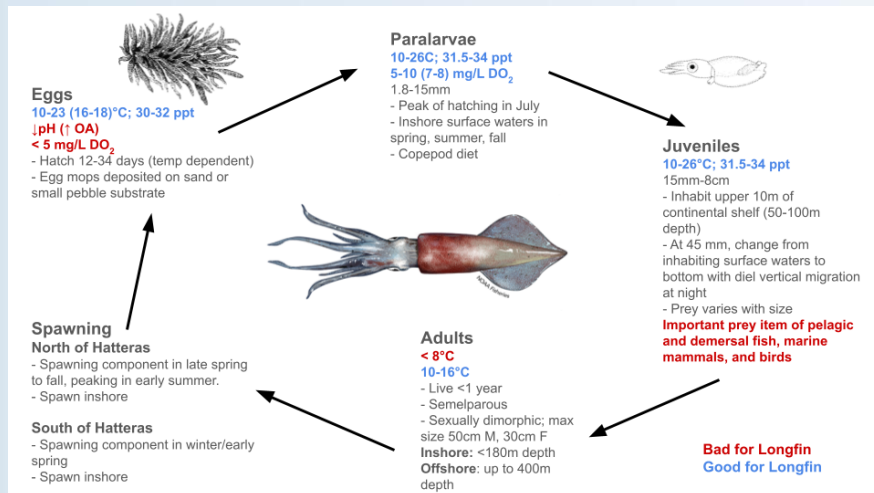 Eggs
10-23 (16-18)°C; 30-32 ppt
↓pH (↑ OA)
< 5 mg/L DO₂
- Hatch 12-34 days (temp dependent)
- Egg mops deposited on sand or
small pebble substrate
Paralarvae
10-26C; 31.5-34 ppt
5-10 (7-8) mg/L DO₂
1.8-15mm
- Peak of hatching in July
- Inshore surface waters in
spring, summer, fall
- Copepod diet
Juveniles
10-26°C; 31.5-34 ppt
15mm-8cm
- Inhabit upper 10m of
continental shelf (50-100m
depth)
- At 45 mm, change from
inhabiting surface waters to
bottom with diel vertical migration
at night
- Prey varies with size
Important prey item of pelagic
and demersal fish, marine
mammals, and birds
NOAA Fisheries
Adults
< 8°C
10-16°C
- Live <1 year
- Semelparous
- Sexually dimorphic; max
size 50cm M, 30cm F
Inshore: <180m depth
Offshore: up to 400m
depth
Spawning
North of Hatteras
- Spawning component in late spring
to fall, peaking in early summer.
- Spawn inshore
South of Hatteras
- Spawning component in winter/early
spring
- Spawn inshore
Bad for Longfin
Good for Longfin